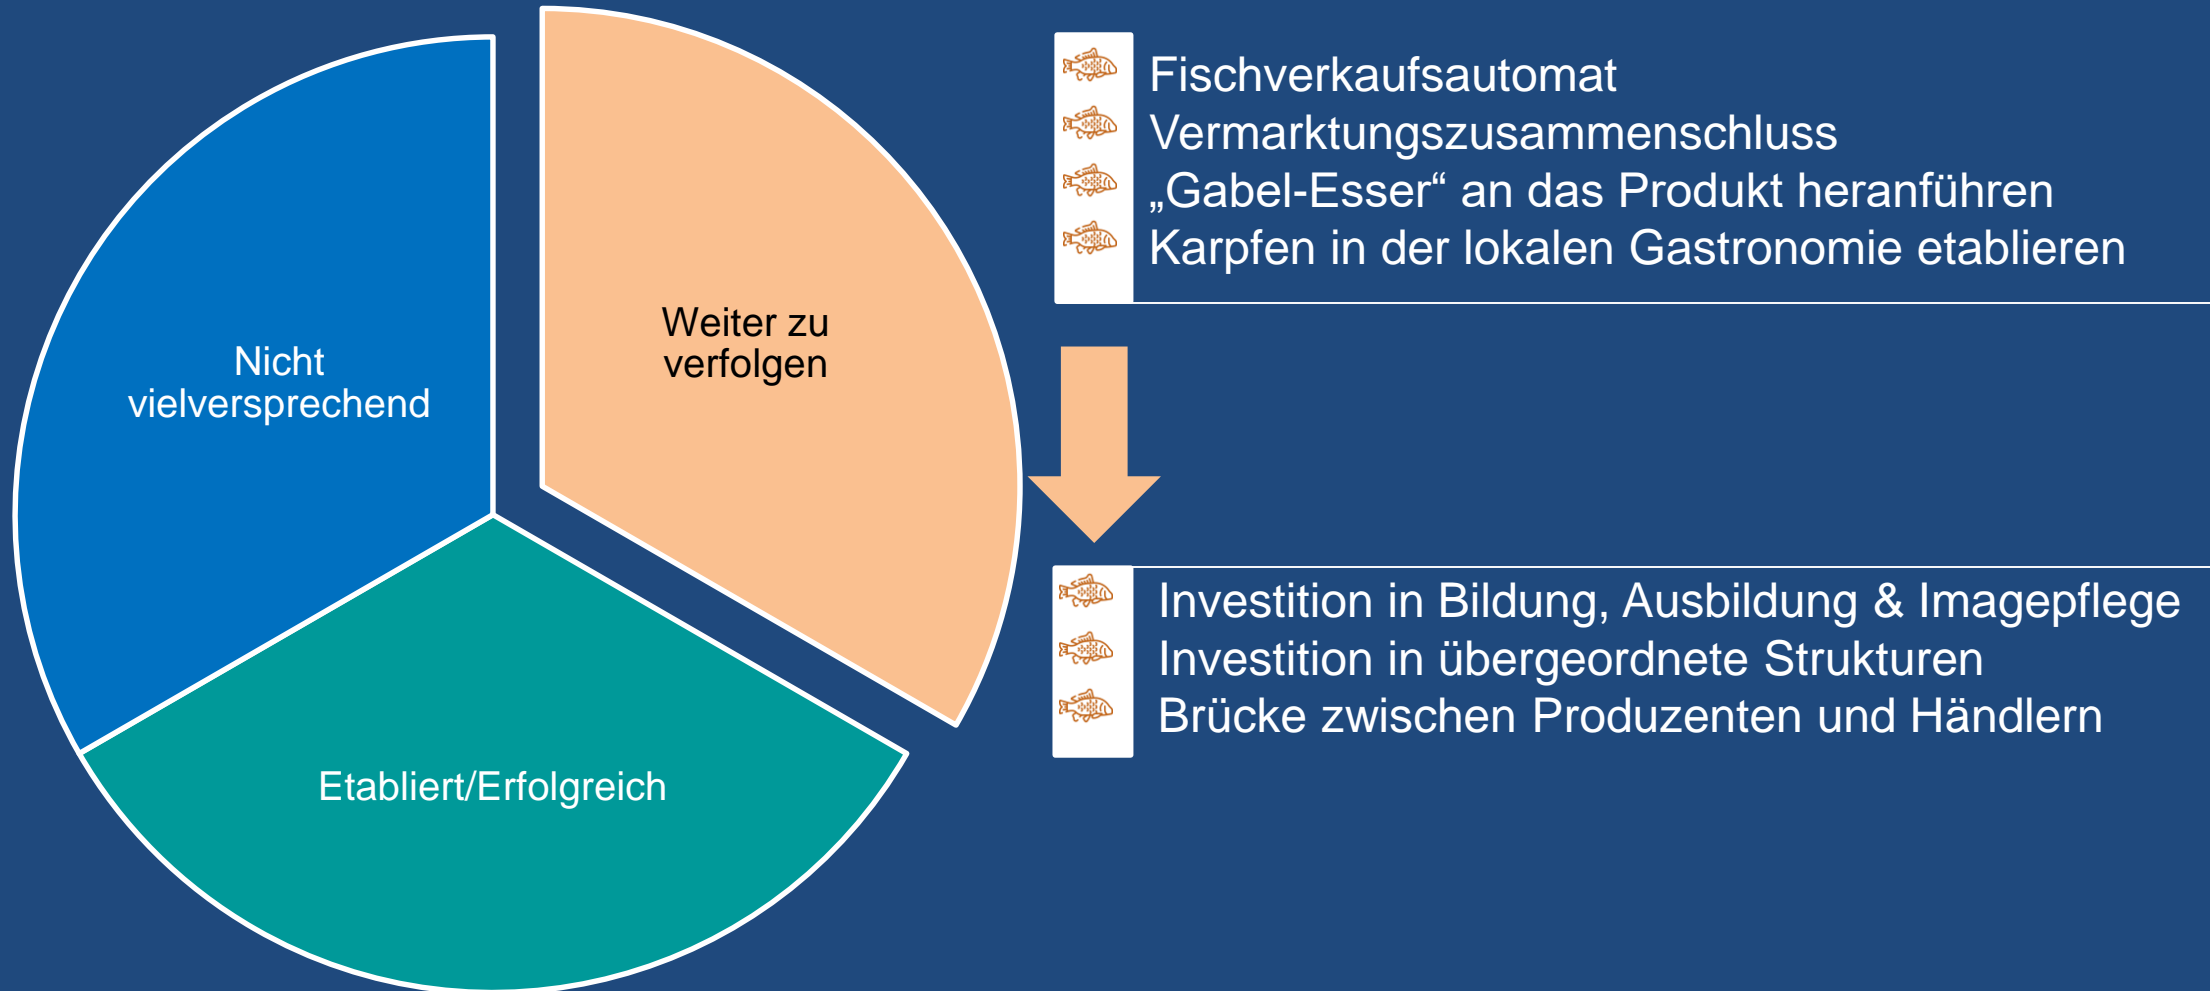 Nicht
vielversprechend
Weiter zu
verfolgen
Etabliert/Erfolgreich
Fischverkaufsautomat
Vermarktungszusammenschluss
„Gabel-Esser“ an das Produkt heranführen
Karpfen in der lokalen Gastronomie etablieren
Investition in Bildung, Ausbildung & Imagepflege
Investition in übergeordnete Strukturen
Brücke zwischen Produzenten und Händlern